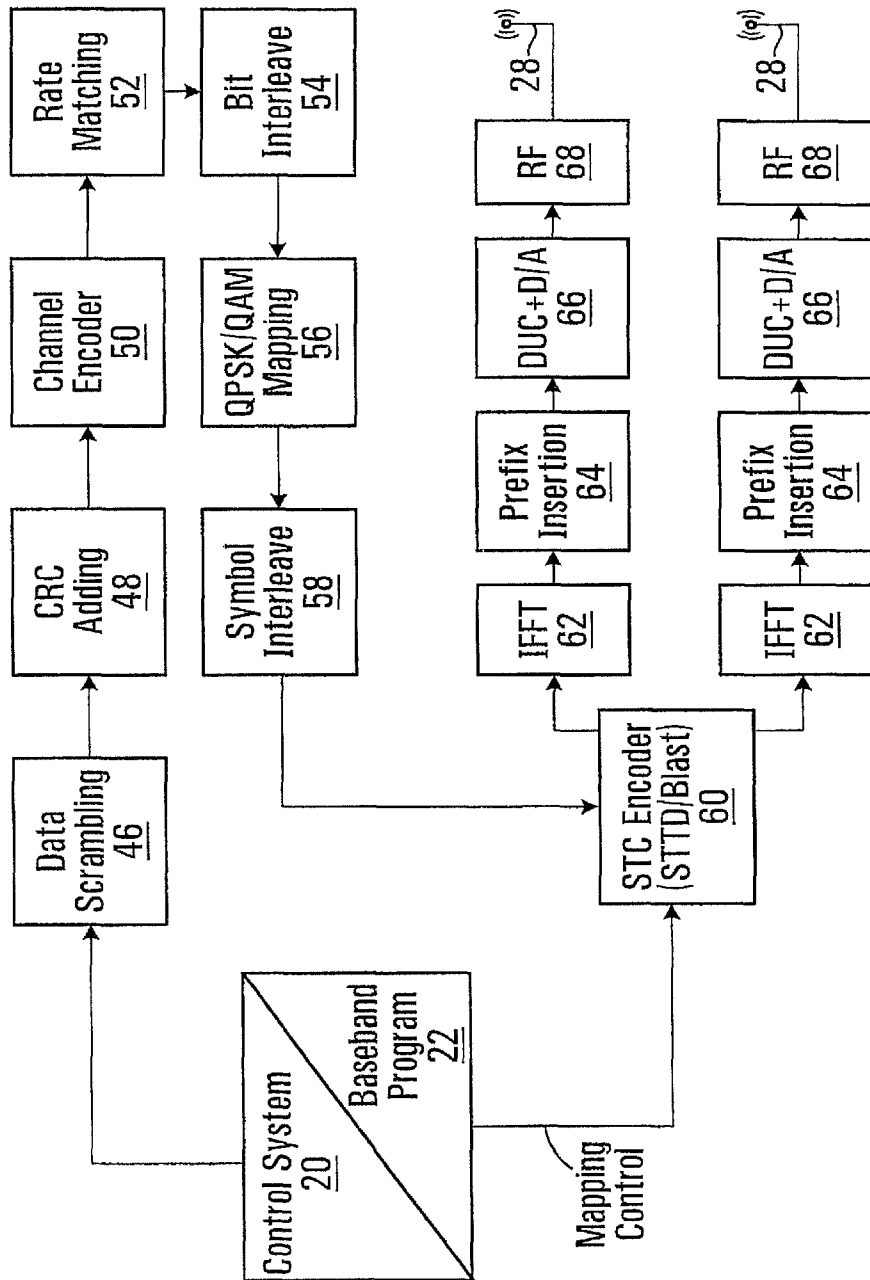 Control System
20
Baseband
Program
22
Mapping
Control
Data
Scrambling
46
CRC
Adding
48
Channel
Encoder
50
Rate
Matching
52
Bit
Interleave
54
QPSK/QAM
Mapping
56
Symbol
Interleave
58
STC Encoder
(STTD/Blast)
60
IFFT
62
Prefix
Insertion
64
DUC+D/A
66
RF
68
28
IFFT
62
Prefix
Insertion
64
DUC+D/A
66
RF
68
28